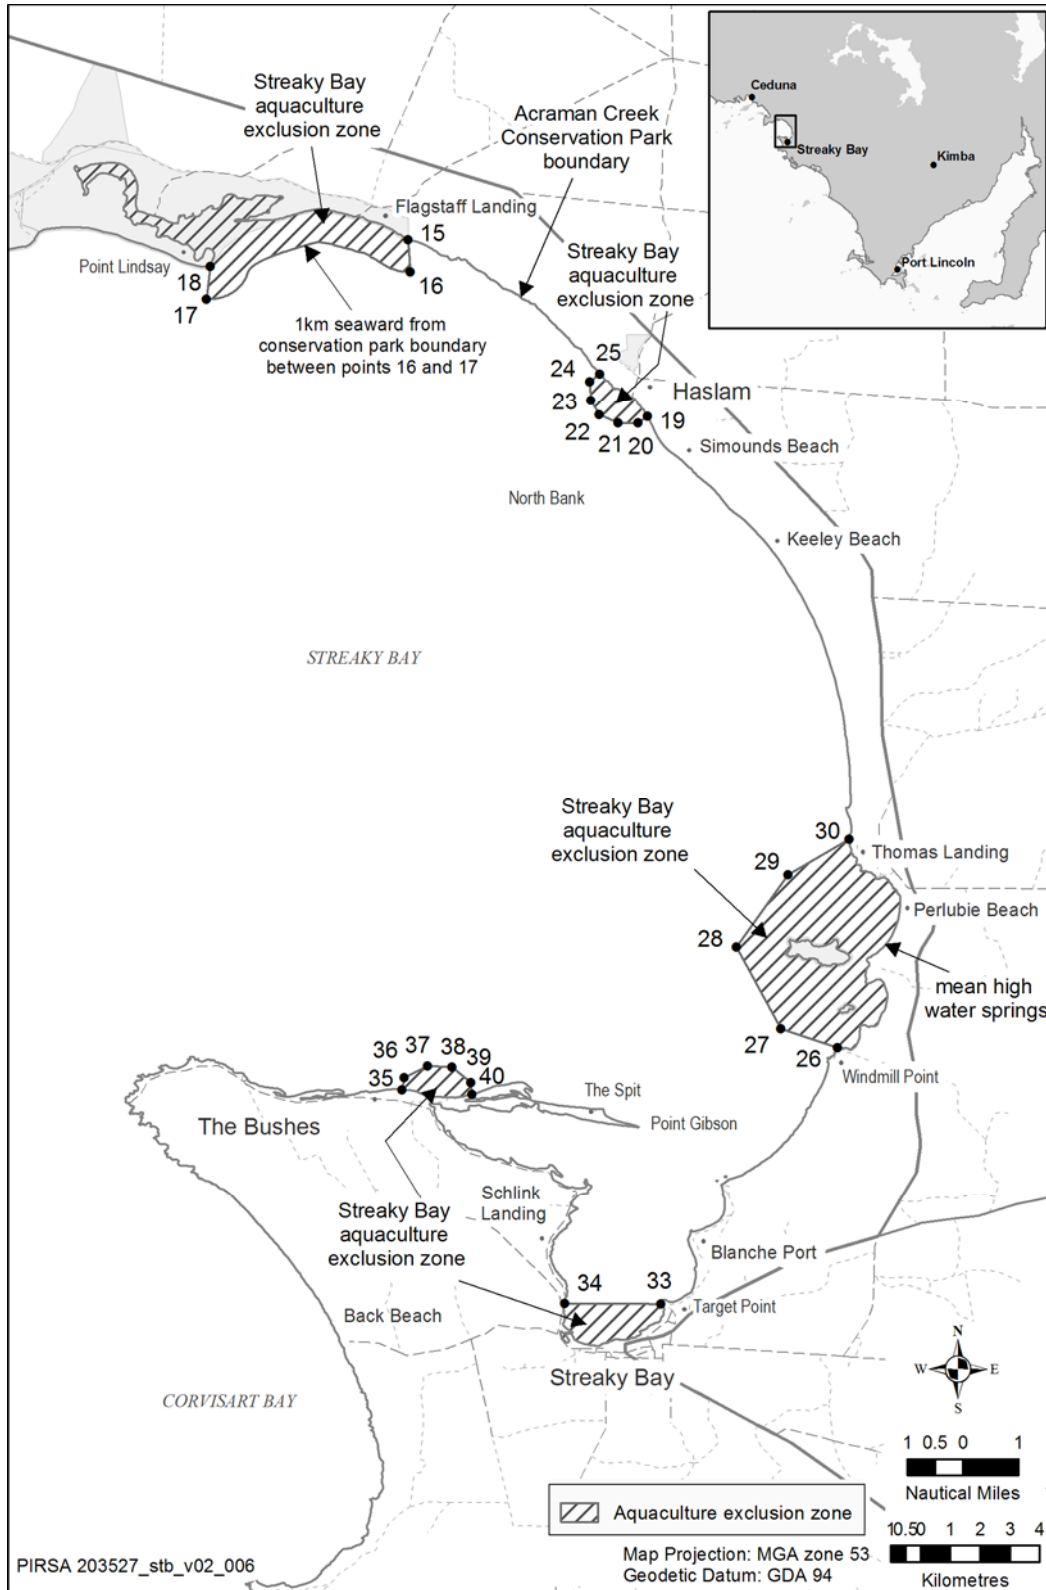 Ceduna
Streaky Bay
Kimba
Port Lincoln
Streaky Bay
aquaculture
exclusion zone
Acraman Creek
Conservation Park
boundary
Flagstaff Landing
15
16
Point Lindsay
18
17
1km seaward from
conservation park boundary
between points 16 and 17
Streaky Bay
aquaculture
exclusion zone
25
24
23
22
21
20
19
Haslam
Simounds Beach
North Bank
Keeley Beach
STREAKY BAY
Streaky Bay
aquaculture
exclusion zone
30
29
28
27
26
Thomas Landing
Perlubie Beach
mean high
water springs
Windmill Point
36
37
38
39
40
35
The Spit
Point Gibson
The Bushes
Schlink
Landing
Streaky Bay
aquaculture
exclusion zone
Blanche Port
34
33
Target Point
Back Beach
Streaky Bay
CORVISART BAY
N
W
E
S
1 0.5 0 1
Nautical Miles
Aquaculture exclusion zone
10.50 1 2 3 4
Kilometres
Map Projection: MGA zone 53
Geodetic Datum: GDA 94
PIRSA 203527_stb_v02_006